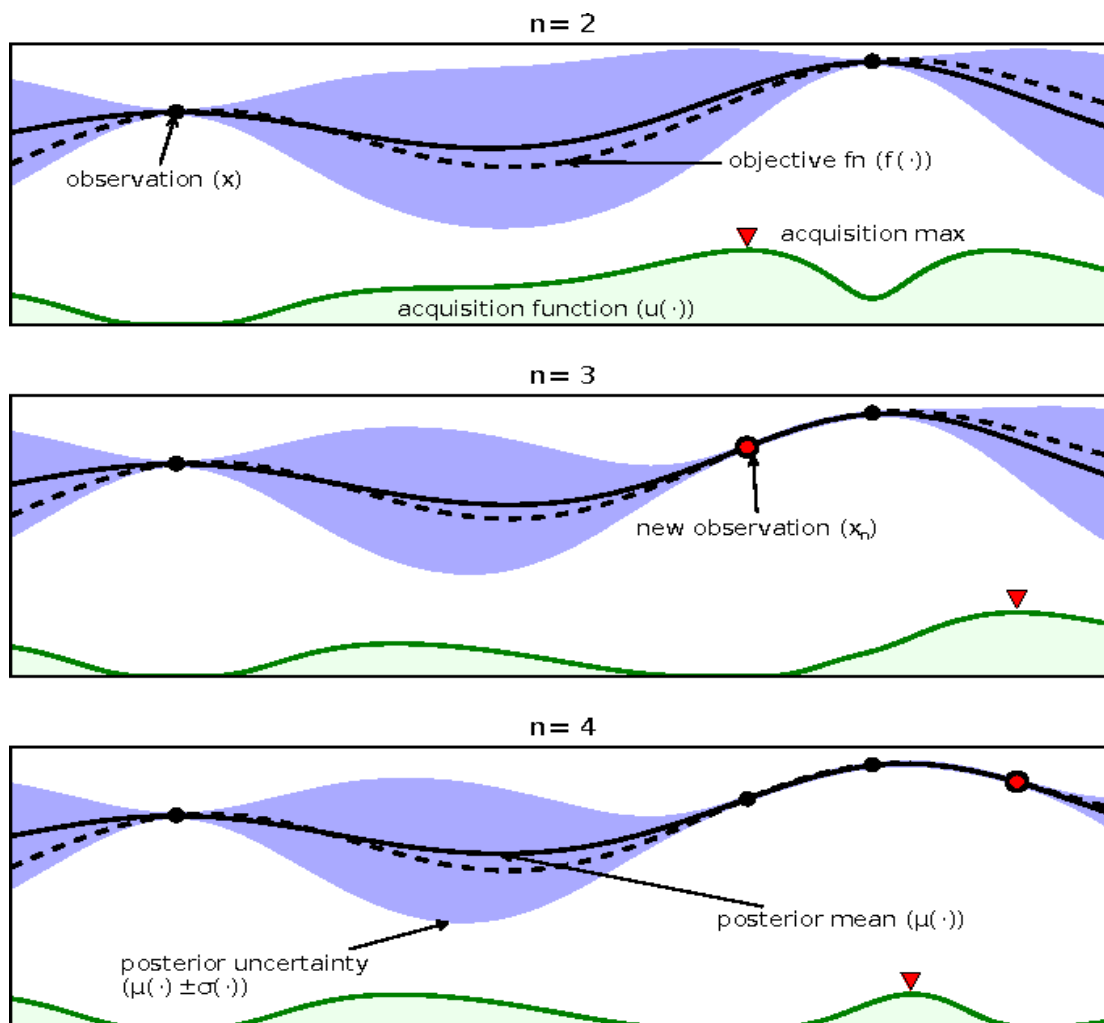 n= 2
observation (x)
objective fn (f(·))
acquisition max
acquisition function (u(·))
n= 3
new observation (xₙ)
n= 4
posterior mean (μ(·))
posterior uncertainty
(μ(·) ±σ(·))